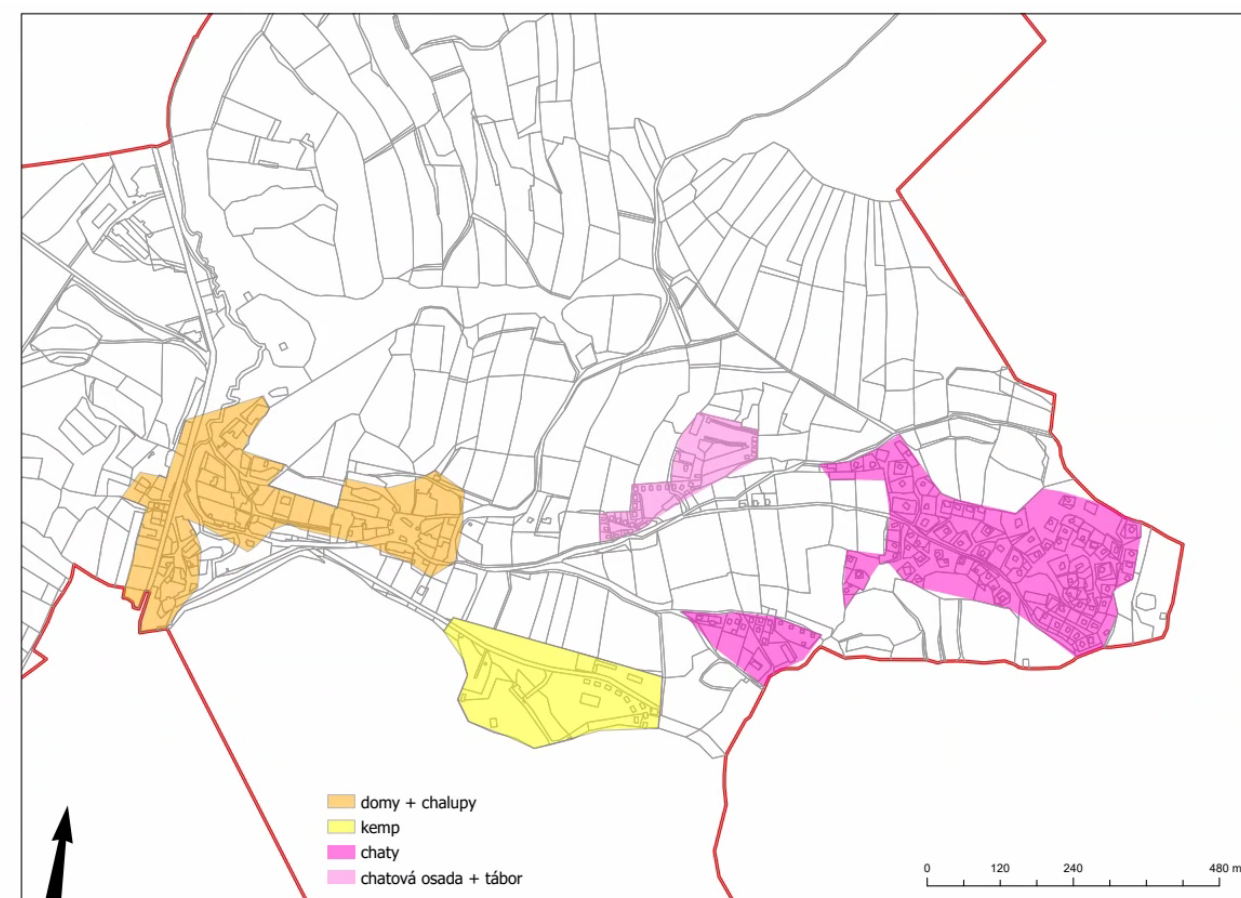 domy + chalupy
kemp
chaty
chatová osada + tábor
0 120 240 480 m